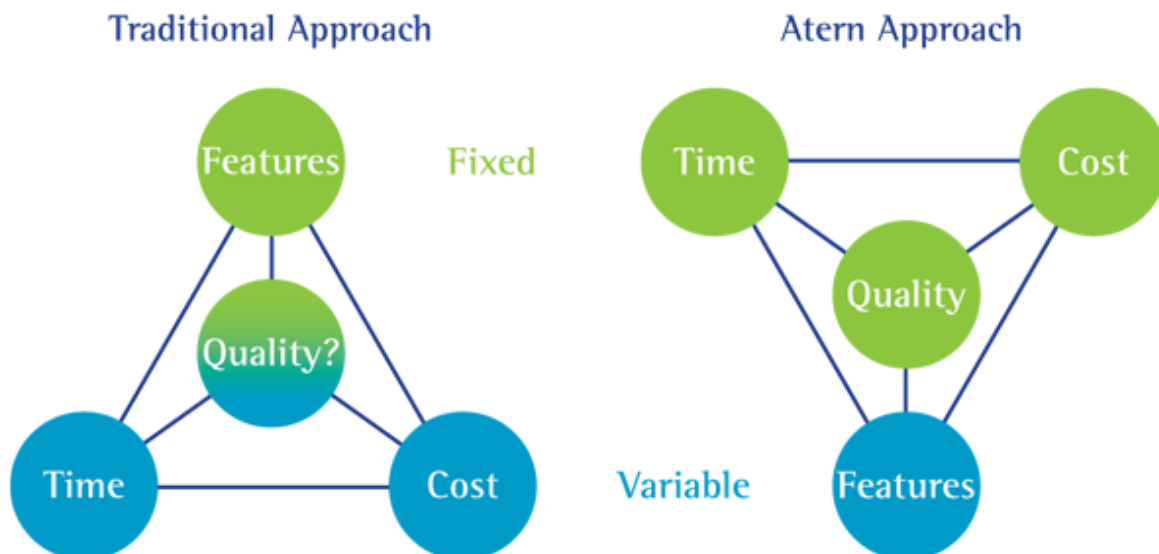 Traditional Approach
Atern Approach
Features
Fixed
Time
Cost
Quality
Quality?
Time
Cost
Variable
Features